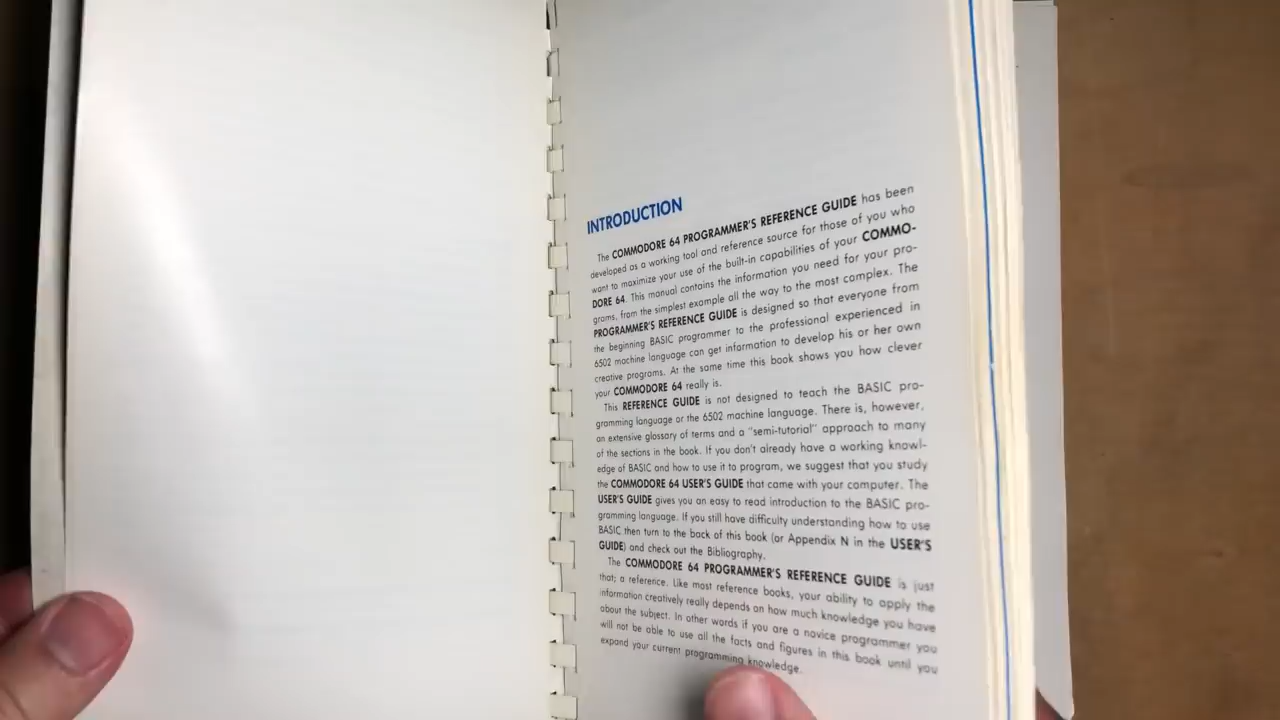 INTRODUCTION
The COMMODORE 64 PROGRAMMER'S REFERENCE GUIDE has been
developed as a working tool and reference source for those of you who
want to maximize your use of the built-in capabilities of your COMMO-
DORE 64. This manual contains the information you need for your pro-
grams, from the simplest example all the way to the most complex. The
PROGRAMMER'S REFERENCE GUIDE is designed so that everyone from
the beginning BASIC programmer to the professional experienced in
6502 machine language can get information to develop his or her own
creative programs. At the same time this book shows you how clever
your COMMODORE 64 really is.
This REFERENCE GUIDE is not designed to teach the BASIC pro-
gramming language or the 6502 machine language. There is, however,
an extensive glossary of terms and a "semi-tutorial" approach to many
of the sections in the book. If you don't already have a working knowl-
edge of BASIC and how to use it to program, we suggest that you study
the COMMODORE 64 USER'S GUIDE that came with your computer. The
USER'S GUIDE gives you an easy to read introduction to the BASIC pro-
gramming language. If you still have difficulty understanding how to use
BASIC then turn to the back of this book (or Appendix N in the USER'S
GUIDE) and check out the Bibliography.
The COMMODORE 64 PROGRAMMER'S REFERENCE GUIDE is just
that; a reference. Like most reference books, your ability to apply the
information creatively really depends on how much knowledge you have
about the subject. In other words if you are a novice programmer you
will not be able to use all the facts and figures in this book until you
expand your current programming knowledge.